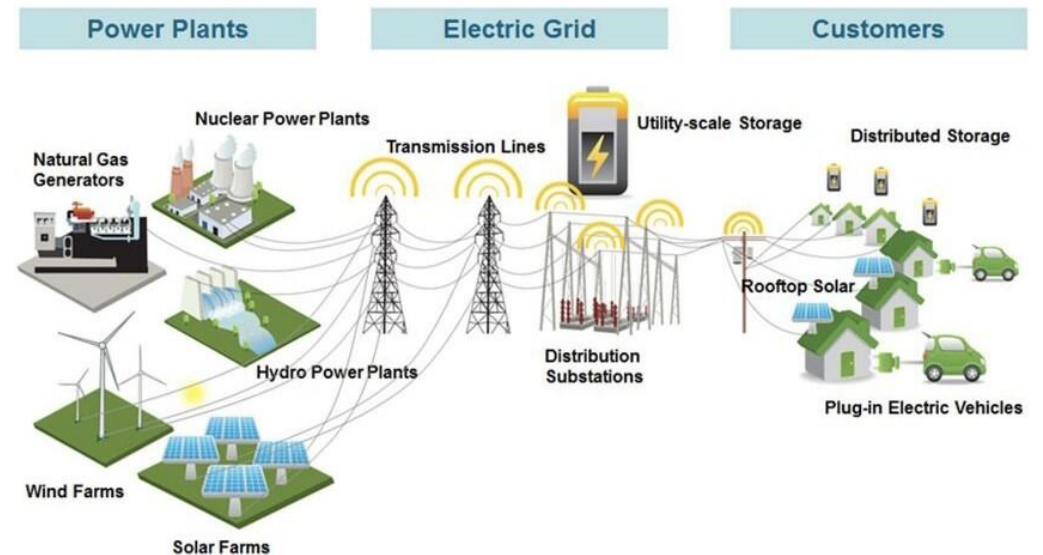 Power Plants
Electric Grid
Customers
Nuclear Power Plants
Natural Gas
Generators
Transmission Lines
Utility-scale Storage
Distributed Storage
Rooftop Solar
Hydro Power Plants
Distribution
Substations
Plug-in Electric Vehicles
Wind Farms
Solar Farms